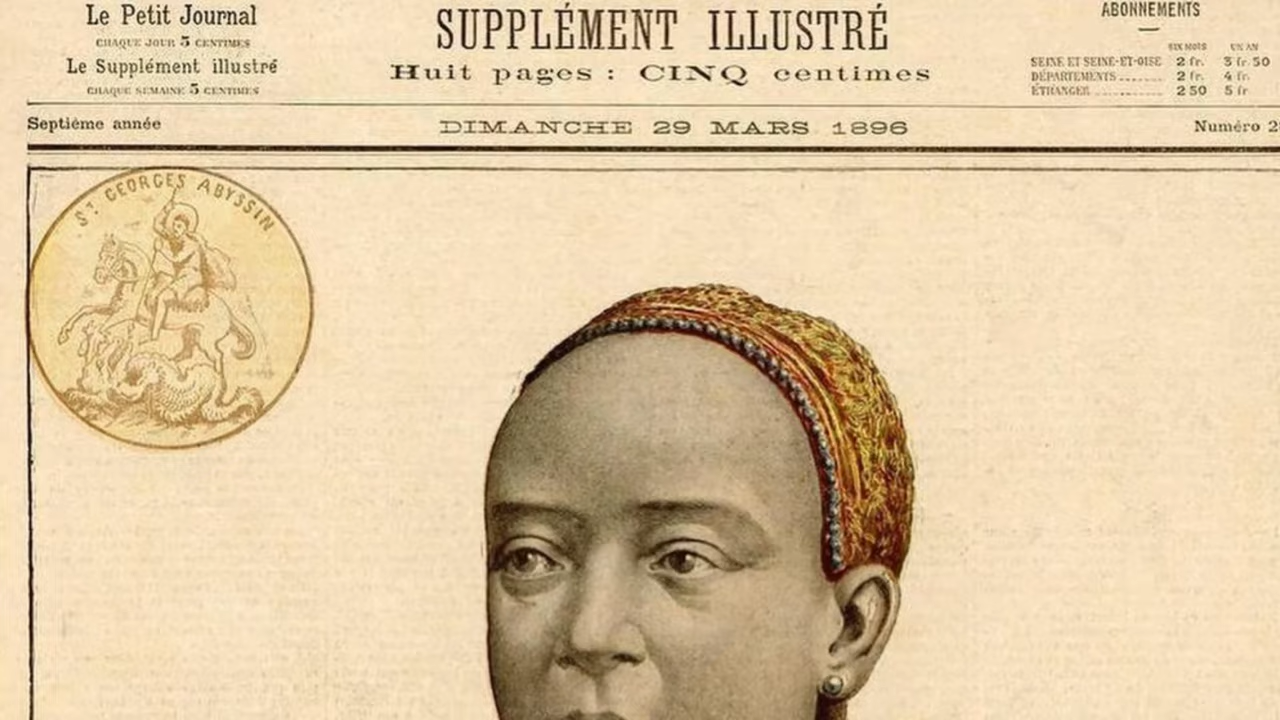 Le Petit Journal
CHAQUE JOUR 5 CENTIMES
Le Supplément illustré
CHAQUE SEMAINE 5 CENTIMES
SUPPLÉMENT ILLUSTRÉ
Huit pages : CINQ centimes
ABONNEMENTS
SIX MOIS UN AN
SEINE ET SEINE-ET-OISE 2 fr. 3 fr. 50
DÉPARTEMENTS 2 fr. 4 fr.
ÉTRANGER 2 50 5 fr
Septième année
DIMANCHE 29 MARS 1896
Numéro
ST GEORGES ABYSSIN